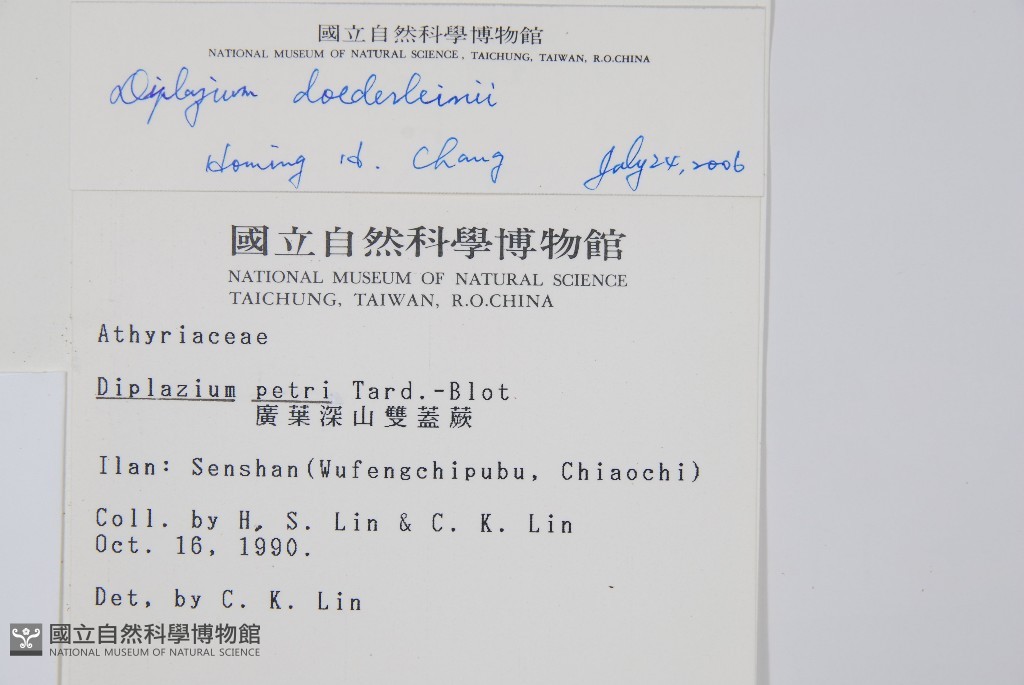 國立自然科學博物館
NATIONAL MUSEUM OF NATURAL SCIENCE, TAICHUNG, TAIWAN, R.O.CHINA
Diplazium doederleinii
Homing H. Chang July 24, 2006
國立自然科學博物館
NATIONAL MUSEUM OF NATURAL SCIENCE
TAICHUNG, TAIWAN, R.O.CHINA
Athyriaceae
Diplazium petri Tard.-Blot
廣葉深山雙蓋蕨
Ilan: Senshan(Wufengchipubu, Chiaochi)
Coll. by H. S. Lin & C. K. Lin
Oct. 16, 1990.
Det, by C. K. Lin
國立自然科學博物館
NATIONAL MUSEUM OF NATURAL SCIENCE